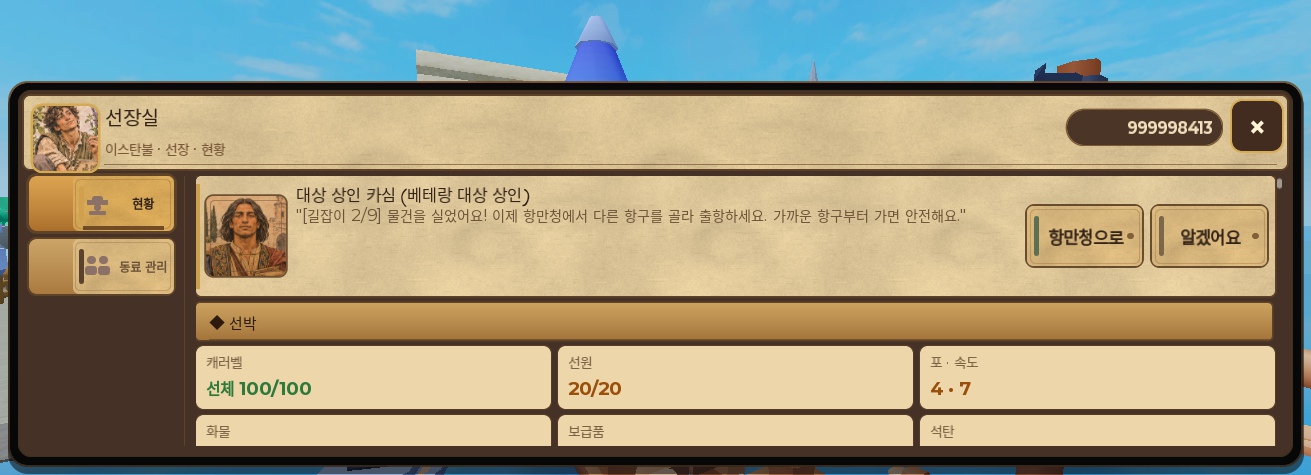 선장실
이스탄불 · 선장 · 현황
999998413
×
현황
동료 관리
대상 상인 카심 (베테랑 대상 상인)
"[길잡이 2/9] 물건을 실었어요! 이제 항만청에서 다른 항구를 골라 출항하세요. 가까운 항구부터 가면 안전해요."
항만청으로
알겠어요
◆ 선박
캐러벨
선체 100/100
선원
20/20
포 · 속도
4 · 7
화물
보급품
석탄